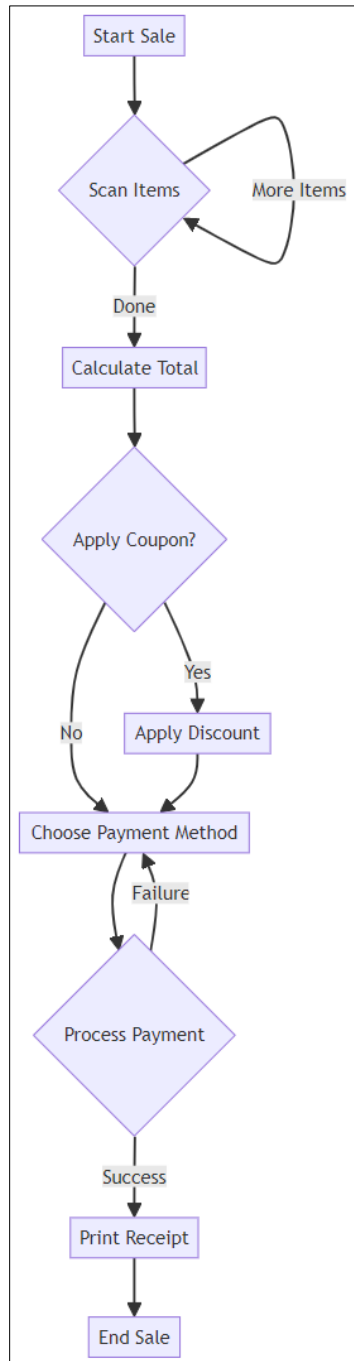 Start Sale
Scan Items
More Items
Done
Calculate Total
Apply Coupon?
Yes
No
Apply Discount
Choose Payment Method
Failure
Process Payment
Success
Print Receipt
End Sale